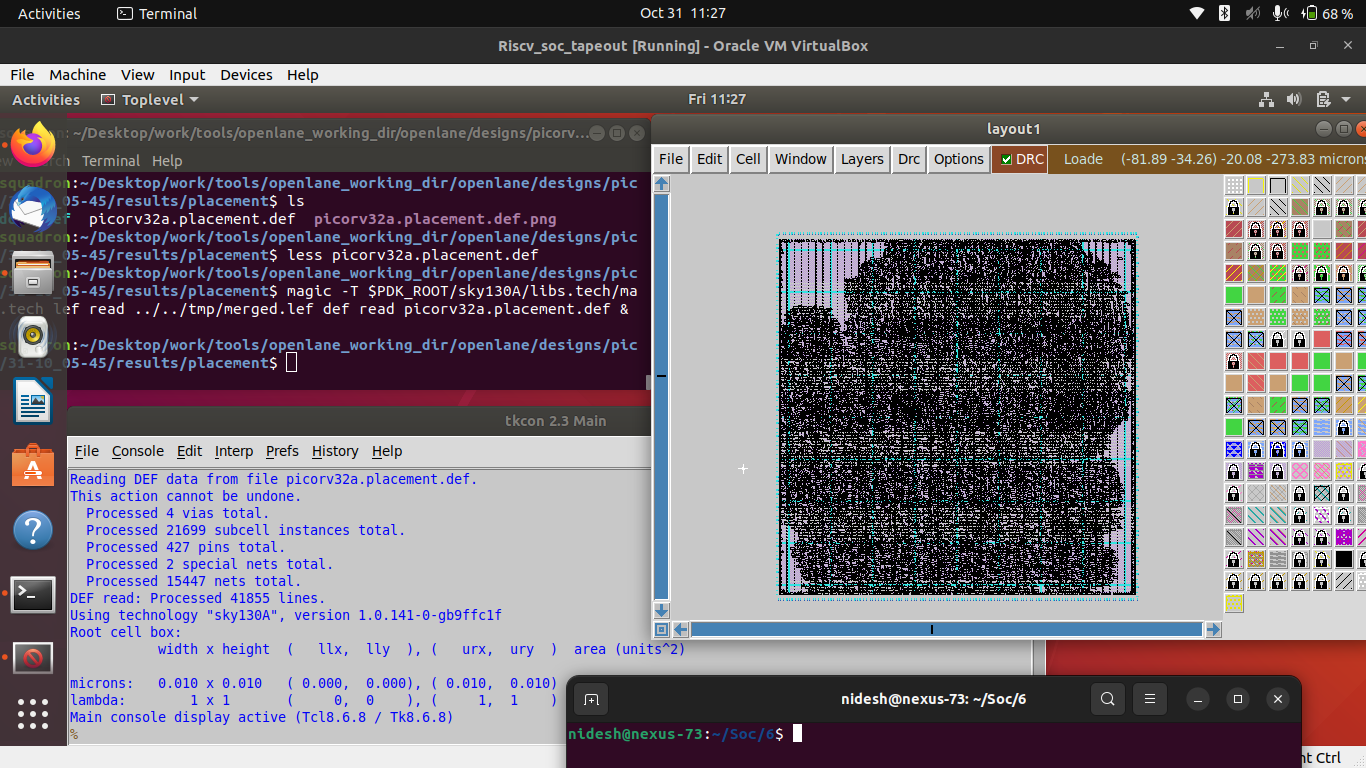 Activities Terminal Oct 31 11:27 68 %
Riscv_soc_tapeout [Running] - Oracle VM VirtualBox
File Machine View Input Devices Help
Activities Toplevel Fri 11:27
: ~/Desktop/work/tools/openlane_working_dir/openlane/designs/picorv...
Terminal Help
squadron:~/Desktop/work/tools/openlane_working_dir/openlane/designs/pic
05-45/results/placement$ ls
picorv32a.placement.def picorv32a.placement.def.png
squadron:~/Desktop/work/tools/openlane_working_dir/openlane/designs/pic
05-45/results/placement$ less picorv32a.placement.def
squadron:~/Desktop/work/tools/openlane_working_dir/openlane/designs/pic
05-45/results/placement$ magic -T $PDK_ROOT/sky130A/libs.tech/ma
.tech lef read ../../tmp/merged.lef def read picorv32a.placement.def &
squadron:~/Desktop/work/tools/openlane_working_dir/openlane/designs/pic
/31-10_05-45/results/placement$
layout1
File Edit Cell Window Layers Drc Options DRC Loade (-81.89 -34.26) -20.08 -273.83 microns
tkcon 2.3 Main
File Console Edit Interp Prefs History Help
Reading DEF data from file picorv32a.placement.def.
This action cannot be undone.
Processed 4 vias total.
Processed 21699 subcell instances total.
Processed 427 pins total.
Processed 2 special nets total.
Processed 15447 nets total.
DEF read: Processed 41855 lines.
Using technology "sky130A", version 1.0.141-0-gb9ffc1f
Root cell box:
width x height ( llx, lly ), ( urx, ury ) area (units^2)
microns: 0.010 x 0.010 ( 0.000, 0.000), ( 0.010, 0.010)
lambda: 1 x 1 ( 0, 0 ), ( 1, 1 )
Main console display active (Tcl8.6.8 / Tk8.6.8)
%
nidesh@nexus-73: ~/Soc/6
nidesh@nexus-73:~/Soc/6$
nt Ctrl